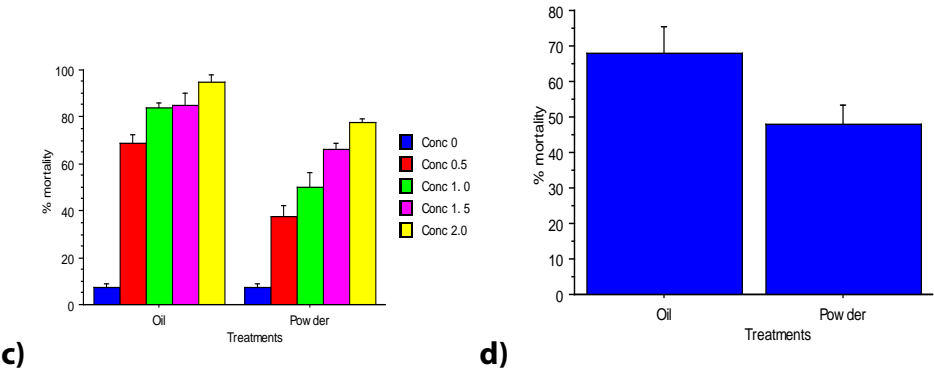 100
80
60
40
20
0
% mortality
Oil
Pow der
Treatments
Conc 0
Conc 0.5
Conc 1. 0
Conc 1. 5
Conc 2.0
c)
80
70
60
50
40
30
20
10
0
% mortality
Oil
Pow der
Treatments
d)